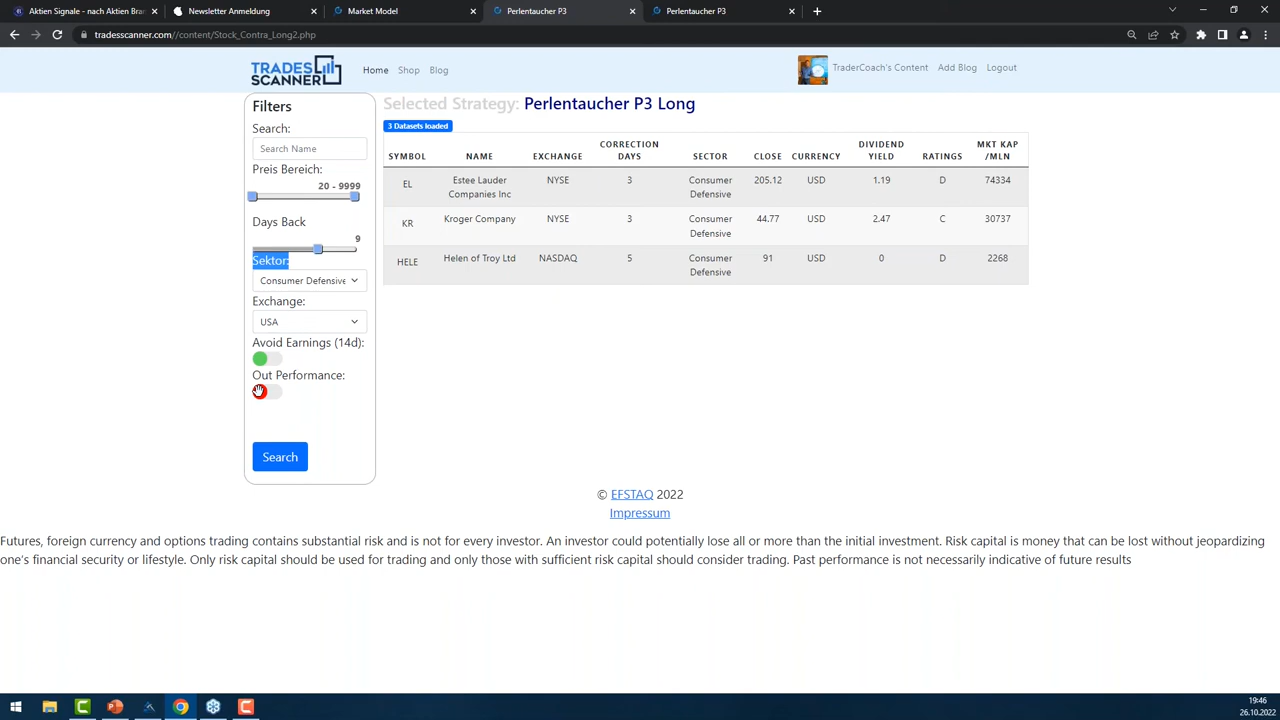 Aktien Signale - nach Aktien Bra
Newsletter Anmeldung
Market Model
Perlentaucher P3
Perlentaucher P3
tradesscanner.com//content/Stock_Contra_Long2.php
TRADES SCANNER
Home Shop Blog
TraderCoach's Content Add Blog Logout
Filters
Search:
Search Name
Preis Bereich:
20 - 9999
Days Back
9
Sektor:
Consumer Defensive
Exchange:
USA
Avoid Earnings (14d):
Out Performance:
Search
Selected Strategy: Perlentaucher P3 Long
3 Datasets loaded
SYMBOL NAME EXCHANGE CORRECTION DAYS SECTOR CLOSE CURRENCY DIVIDEND YIELD RATINGS MKT KAP /MLN
EL Estee Lauder Companies Inc NYSE 3 Consumer Defensive 205.12 USD 1.19 D 74334
KR Kroger Company NYSE 3 Consumer Defensive 44.77 USD 2.47 C 30737
HELE Helen of Troy Ltd NASDAQ 5 Consumer Defensive 91 USD 0 D 2268
© EFSTAQ 2022
Impressum
Futures, foreign currency and options trading contains substantial risk and is not for every investor. An investor could potentially lose all or more than the initial investment. Risk capital is money that can be lost without jeopardizing
one's financial security or lifestyle. Only risk capital should be used for trading and only those with sufficient risk capital should consider trading. Past performance is not necessarily indicative of future results
19:46
26.10.2022